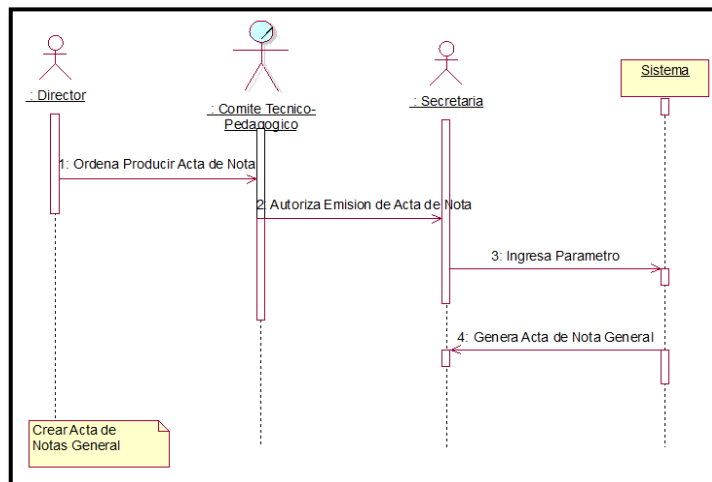 : Director
: Comite Tecnico-
Pedagogico
: Secretaria
Sistema
1: Ordena Producir Acta de Nota
2: Autoriza Emision de Acta de Nota
3: Ingresa Parametro
4: Genera Acta de Nota General
Crear Acta de
Notas General